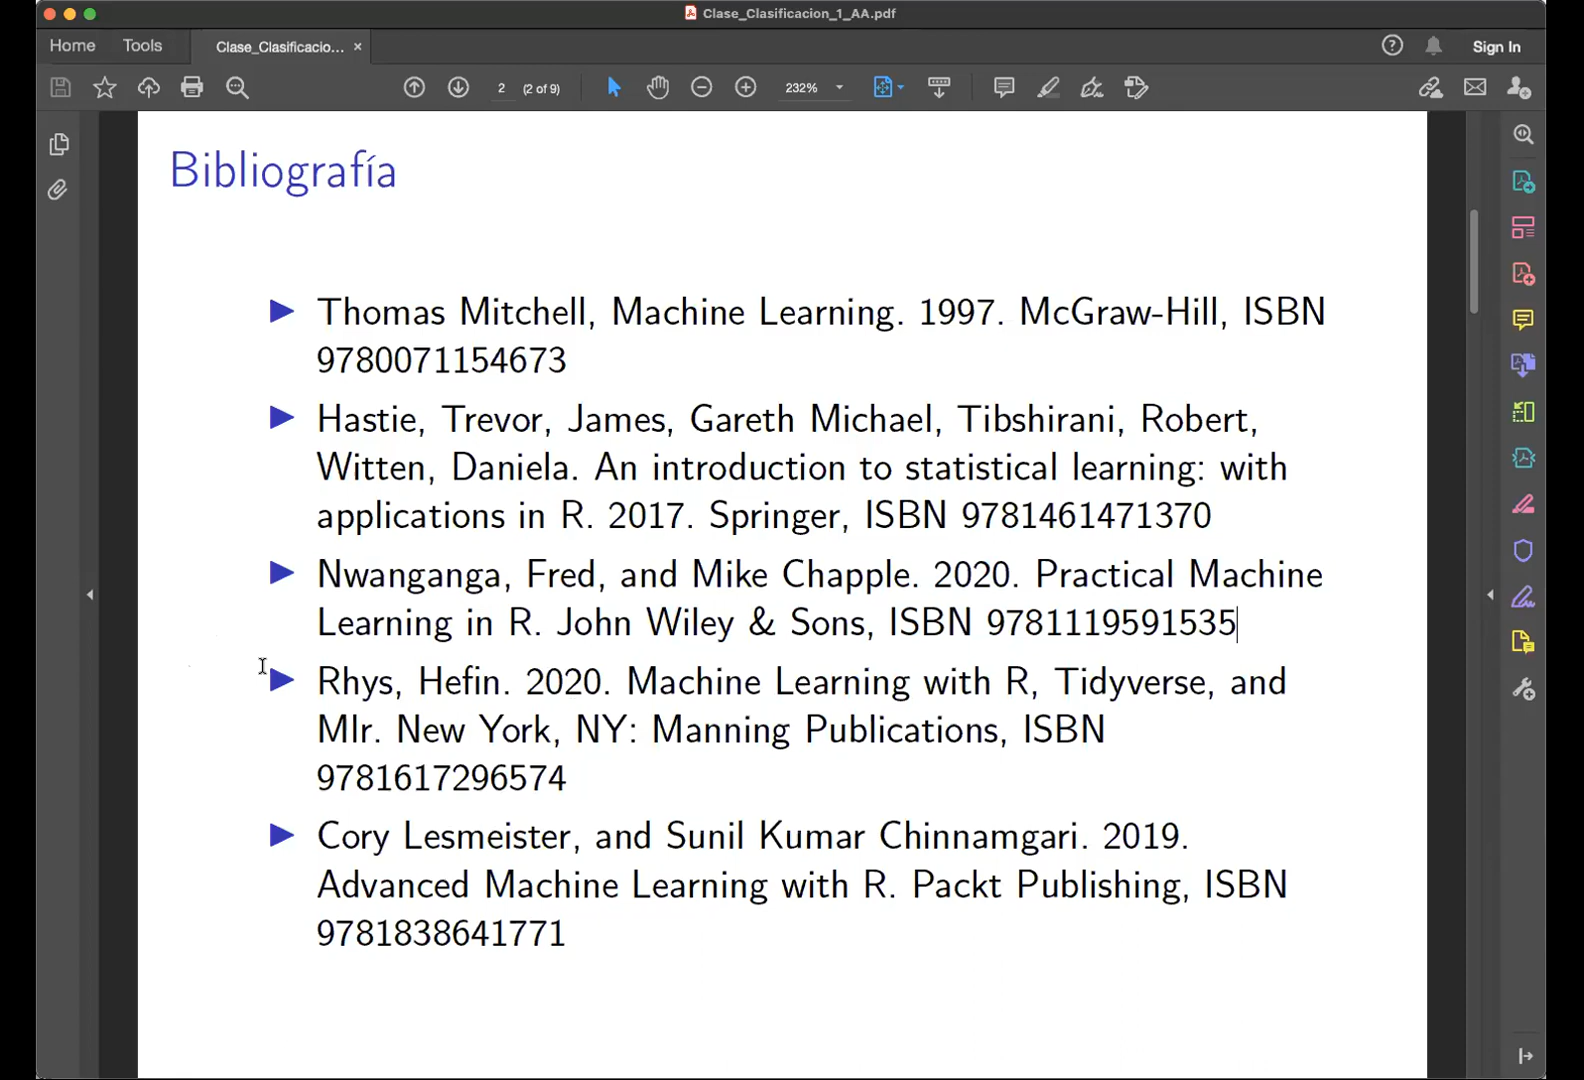 Clase_Clasificacion_1_AA.pdf
Home Tools Clase_Clasificacio... × Sign In
2 (2 of 9) 232%
Bibliografía
Thomas Mitchell, Machine Learning. 1997. McGraw-Hill, ISBN
9780071154673
Hastie, Trevor, James, Gareth Michael, Tibshirani, Robert,
Witten, Daniela. An introduction to statistical learning: with
applications in R. 2017. Springer, ISBN 9781461471370
Nwanganga, Fred, and Mike Chapple. 2020. Practical Machine
Learning in R. John Wiley & Sons, ISBN 9781119591535
Rhys, Hefin. 2020. Machine Learning with R, Tidyverse, and
Mlr. New York, NY: Manning Publications, ISBN
9781617296574
Cory Lesmeister, and Sunil Kumar Chinnamgari. 2019.
Advanced Machine Learning with R. Packt Publishing, ISBN
9781838641771